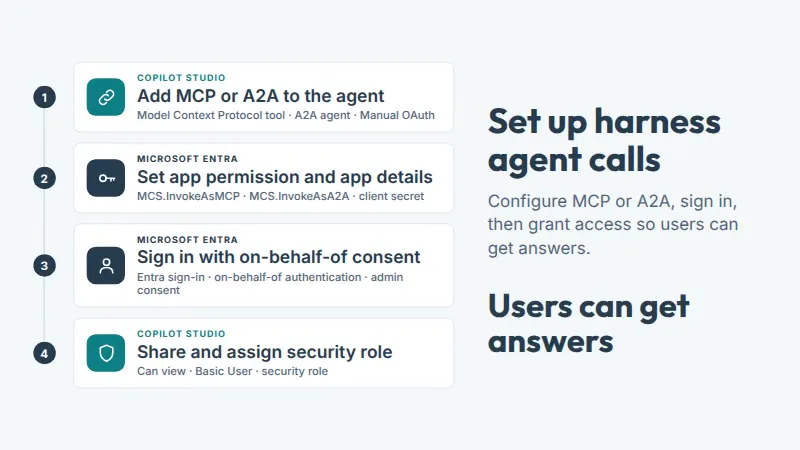 1
COPILOT STUDIO
Add MCP or A2A to the agent
Model Context Protocol tool · A2A agent · Manual OAuth
2
MICROSOFT ENTRA
Set app permission and app details
MCS.InvokeAsMCP · MCS.InvokeAsA2A · client secret
3
MICROSOFT ENTRA
Sign in with on-behalf-of consent
Entra sign-in · on-behalf-of authentication · admin
consent
4
COPILOT STUDIO
Share and assign security role
Can view · Basic User · security role
Set up harness
agent calls
Configure MCP or A2A, sign in,
then grant access so users can
get answers.
Users can get
answers